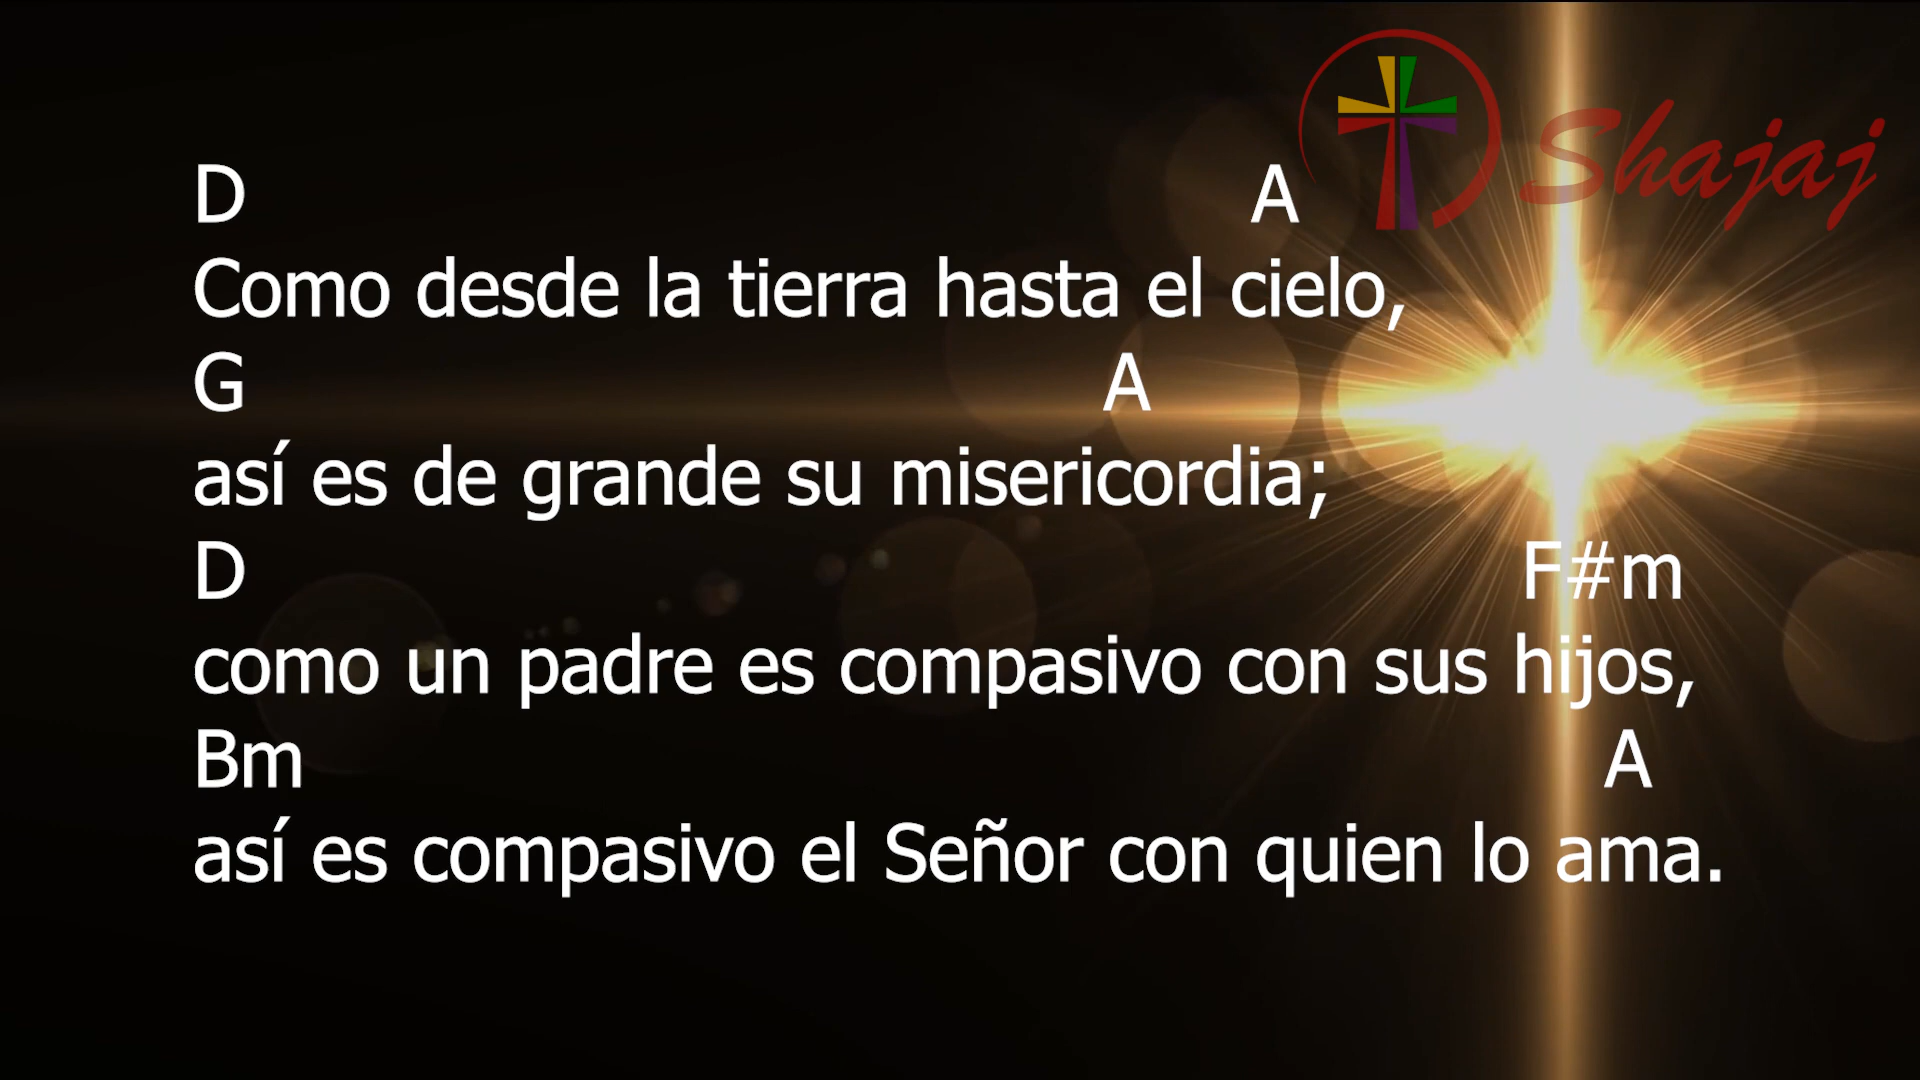 Shajaj
D A
Como desde la tierra hasta el cielo,
G A
así es de grande su misericordia;
D F#m
como un padre es compasivo con sus hijos,
Bm A
así es compasivo el Señor con quien lo ama.